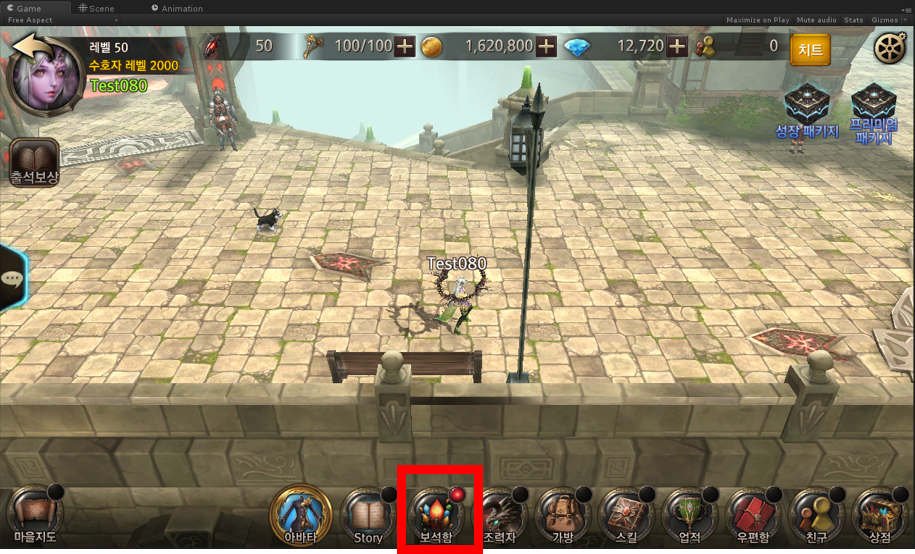 Game
Scene
Animation
Free Aspect
Maximize on Play
Mute audio
Stats
Gizmos
레벨 50
50
100/100
1,620,800
12,720
0
치트
수호자 레벨 2000
Test080
성장 패키지
프리미엄
패키지
출석보상
Test080
마을지도
아바타
Story
보석함
조력자
가방
스킬
업적
우편함
친구
상점